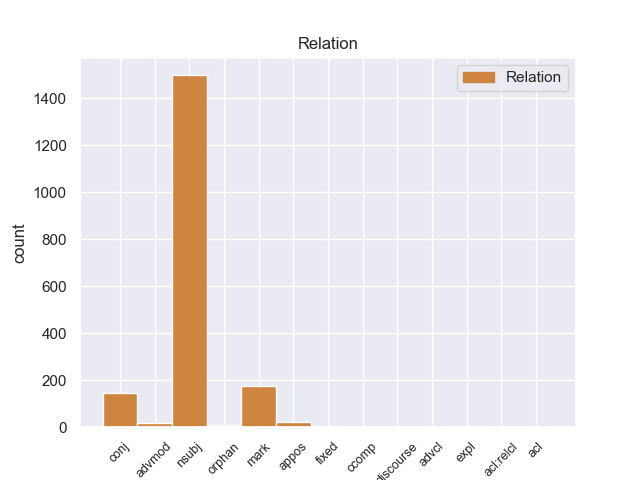 Relation
Relation
1400
1200
1000
800
600
400
200
0
count
conj
advmod
nsubj
orphan
mark
appos
fixed
ccomp
discourse
advcl
expl
acl:relcl
acl